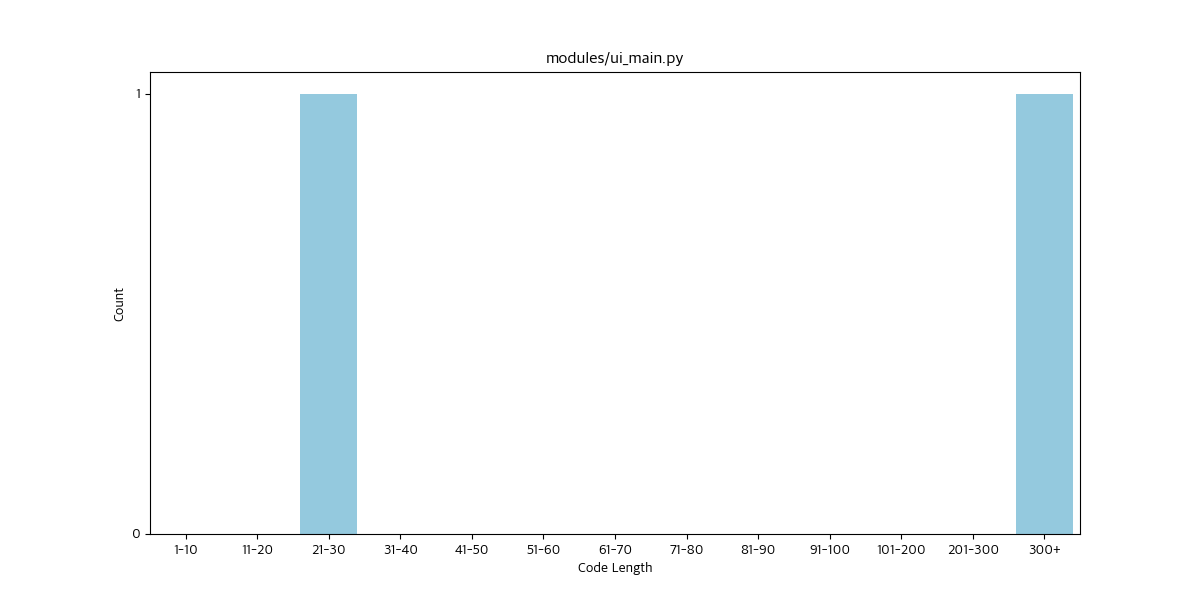 modules/ui_main.py
1
Count
0
1-10 11-20 21-30 31-40 41-50 51-60 61-70 71-80 81-90 91-100 101-200 201-300 300+
Code Length